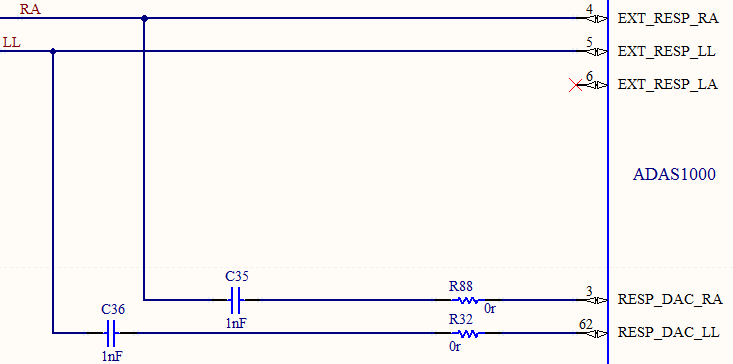 RA
4
EXT_RESP_RA
LL
5
EXT_RESP_LL
6
EXT_RESP_LA
ADAS1000
C35
1nF
R88
0r
3
RESP_DAC_RA
C36
1nF
R32
0r
62
RESP_DAC_LL